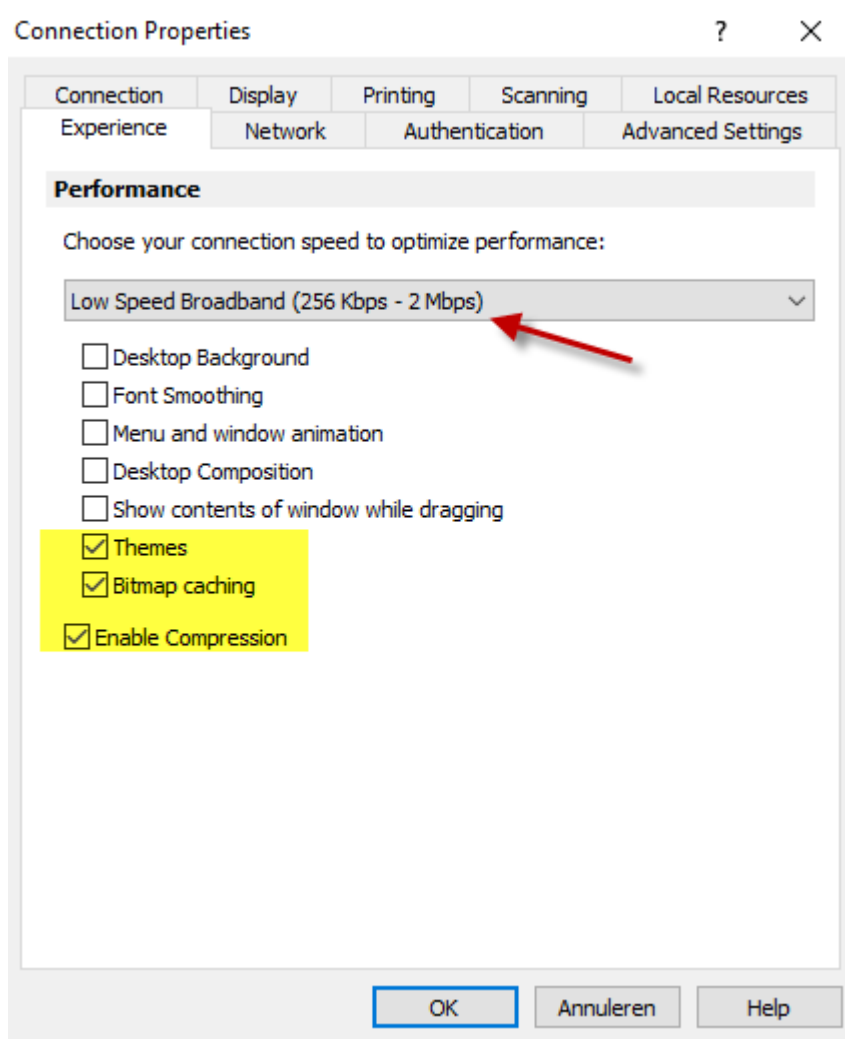 Connection Properties ?
Connection Display Printing Scanning Local Resources
Experience Network Authentication Advanced Settings
Performance
Choose your connection speed to optimize performance:
Low Speed Broadband (256 Kbps - 2 Mbps)
Desktop Background
Font Smoothing
Menu and window animation
Desktop Composition
Show contents of window while dragging
Themes
Bitmap caching
Enable Compression
OK Annuleren Help